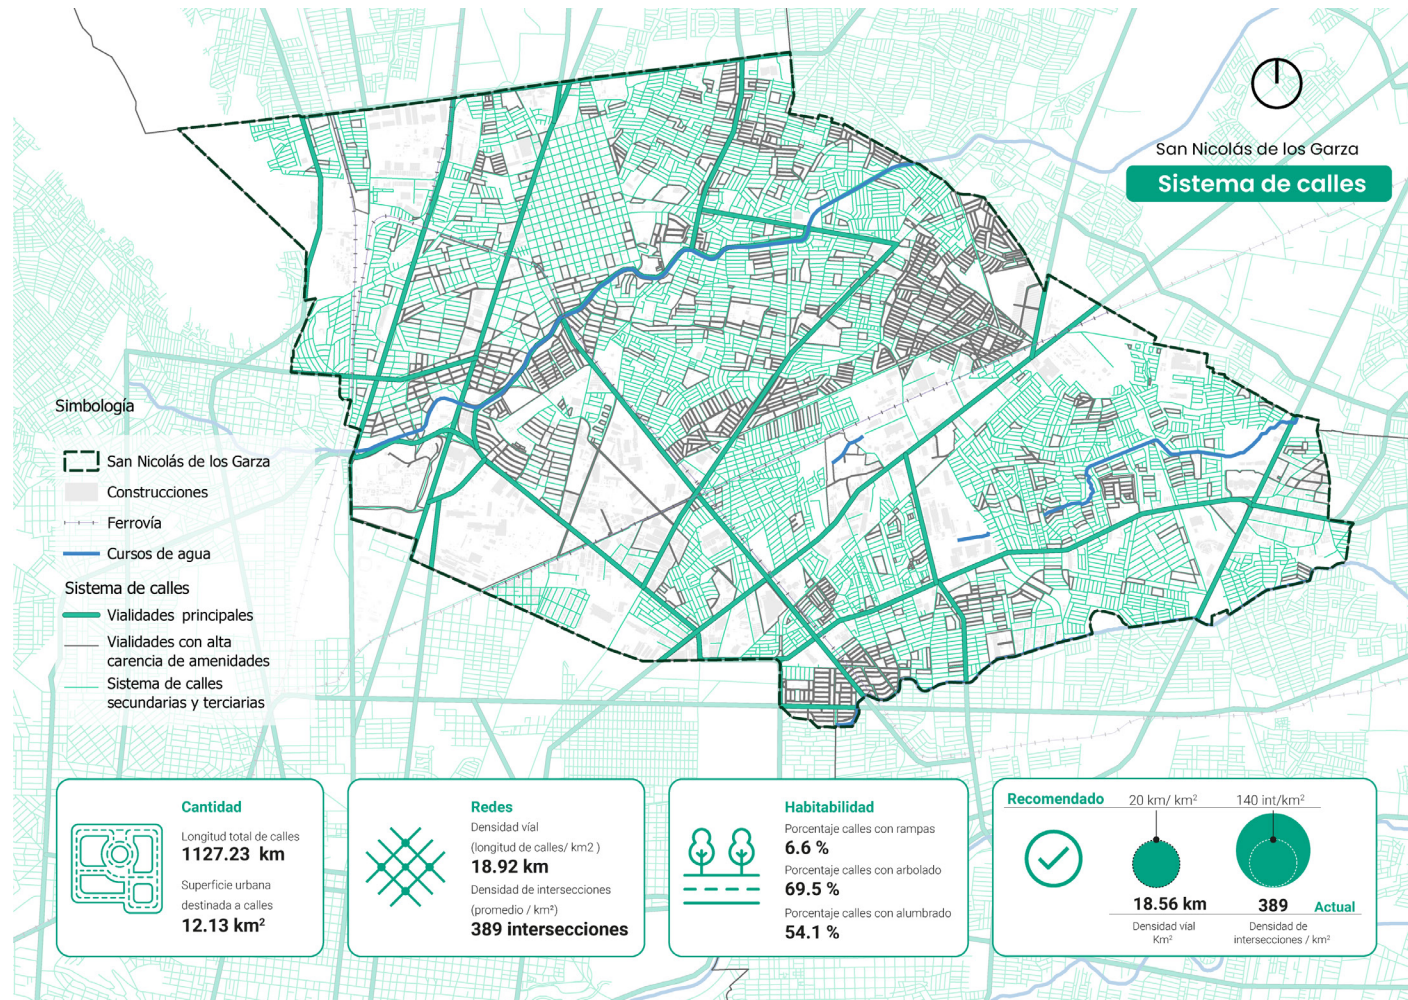 San Nicolás de los Garza
Sistema de calles
Simbología
San Nicolás de los Garza
Construcciones
Ferrovía
Cursos de agua
Sistema de calles
Vialidades principales
Vialidades con alta
carencia de amenidades
Sistema de calles
secundarias y terciarias
Cantidad
Longitud total de calles
1127.23 km
Superficie urbana
destinada a calles
12.13 km²
Redes
Densidad víal
(longitud de calles/ km2 )
18.92 km
Densidad de intersecciones
(promedio / km²)
389 intersecciones
Habitabilidad
Porcentaje calles con rampas
6.6 %
Porcentaje calles con arbolado
69.5 %
Porcentaje calles con alumbrado
54.1 %
Recomendado 20 km/ km² 140 int/km²
18.56 km 389 Actual
Densidad víal
Km²
Densidad de
intersecciones / km²